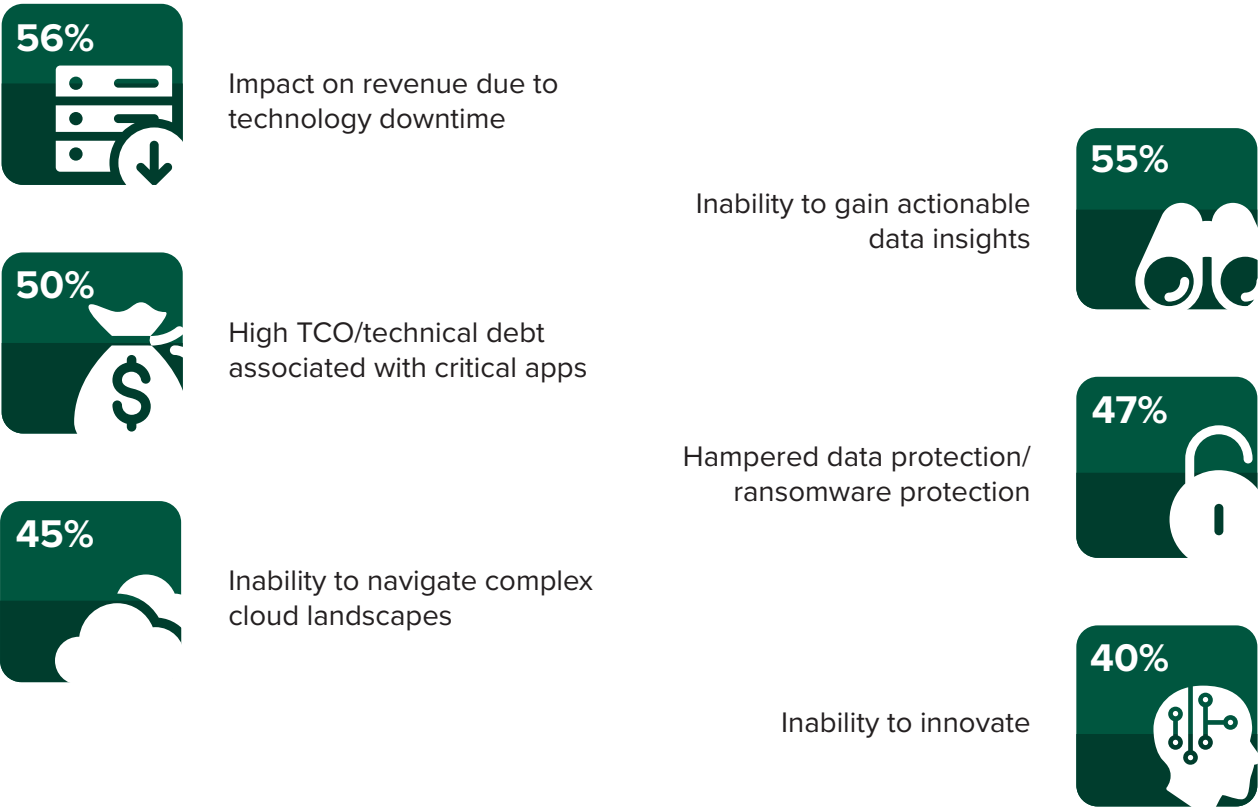 56%
Impact on revenue due to
technology downtime
55%
Inability to gain actionable
data insights
50%
High TCO/technical debt
associated with critical apps
47%
Hampered data protection/
ransomware protection
45%
Inability to navigate complex
cloud landscapes
40%
Inability to innovate